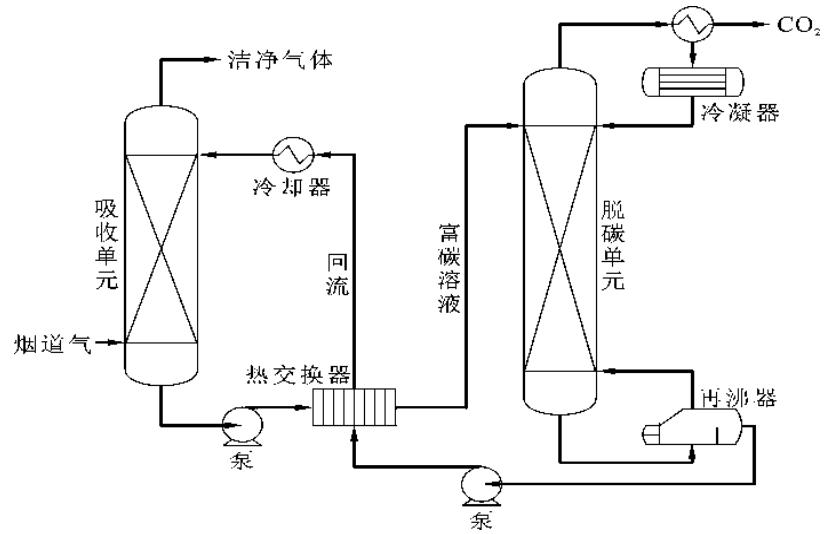 CO₂
洁净气体
冷凝器
冷却器
吸收单元
回流
富碳溶液
脱碳单元
烟道气
热交换器
再沸器
泵
泵